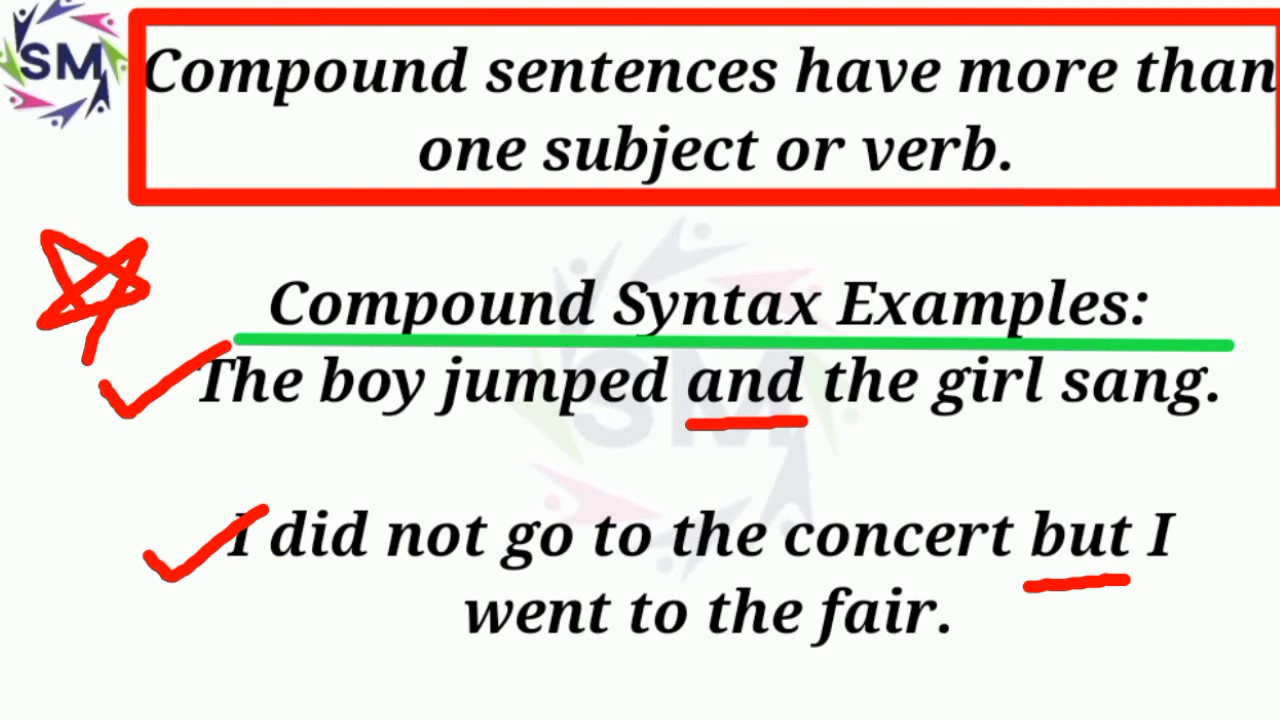 SM
Compound sentences have more than
one subject or verb.
Compound Syntax Examples:
The boy jumped and the girl sang.
SM
I did not go to the concert but I
went to the fair.